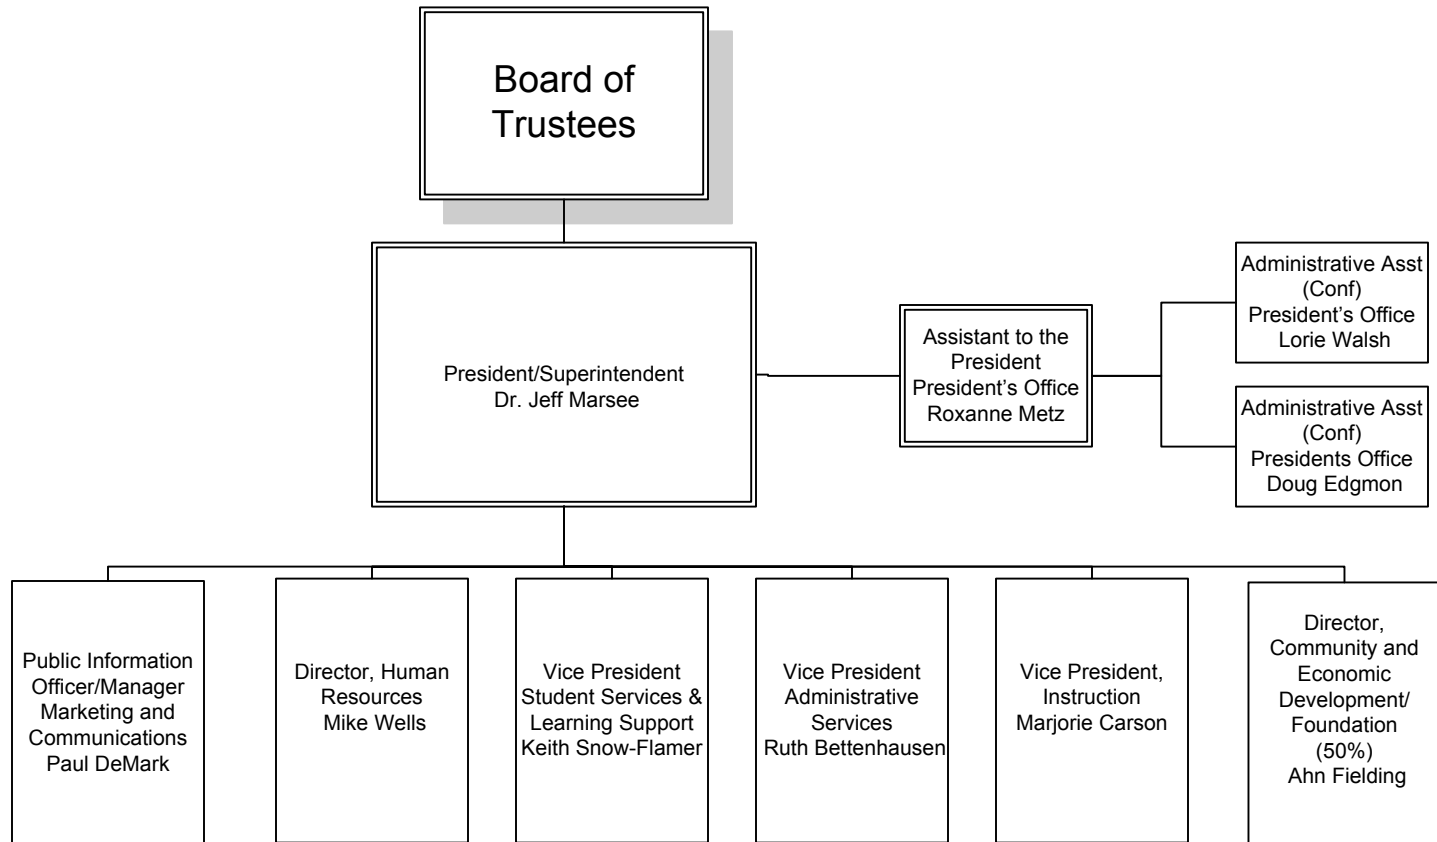 Board of
Trustees
President/Superintendent
Dr. Jeff Marsee
Assistant to the
President
President's Office
Roxanne Metz
Administrative Asst
(Conf)
President's Office
Lorie Walsh
Administrative Asst
(Conf)
Presidents Office
Doug Edgmon
Public Information
Officer/Manager
Marketing and
Communications
Paul DeMark
Director, Human
Resources
Mike Wells
Vice President
Student Services &
Learning Support
Keith Snow-Flamer
Vice President
Administrative
Services
Ruth Bettenhausen
Vice President,
Instruction
Marjorie Carson
Director,
Community and
Economic
Development/
Foundation
(50%)
Ahn Fielding